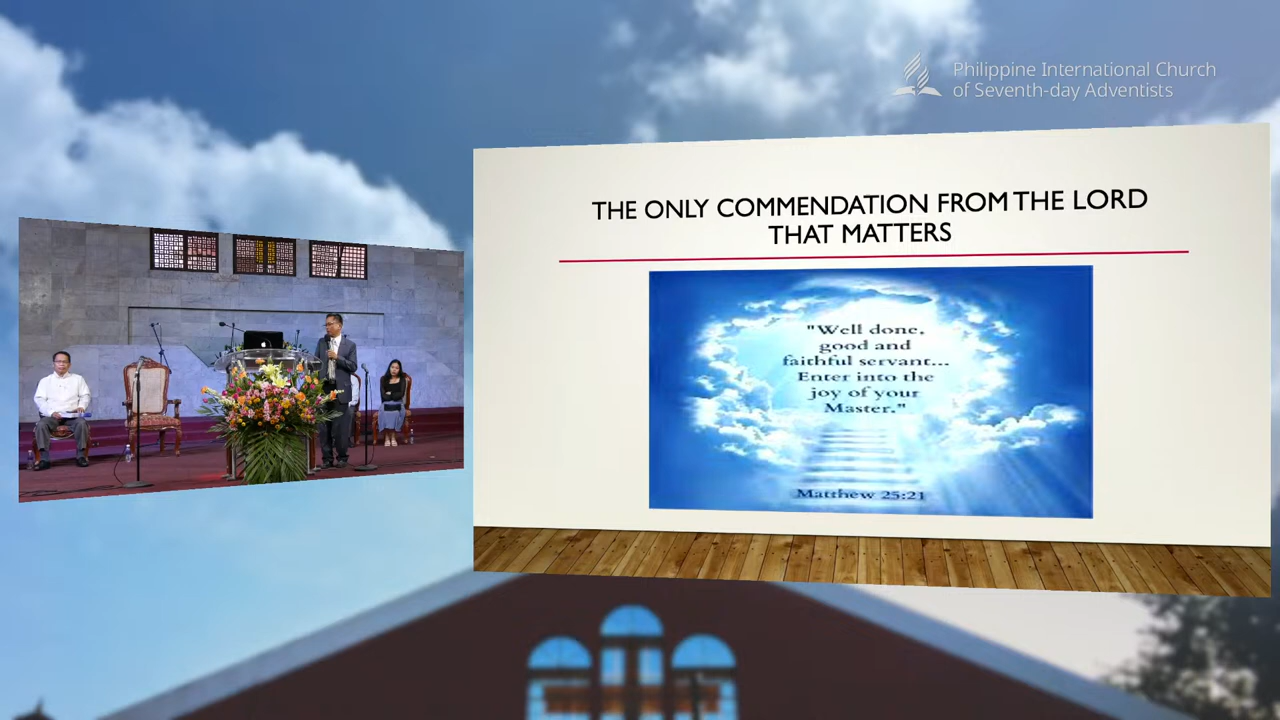 Philippine International Church
of Seventh-day Adventists
THE ONLY COMMENDATION FROM THE LORD
THAT MATTERS
"Well done,
good and
faithful servant...
Enter into the
joy of your
Master."
Matthew 25:21